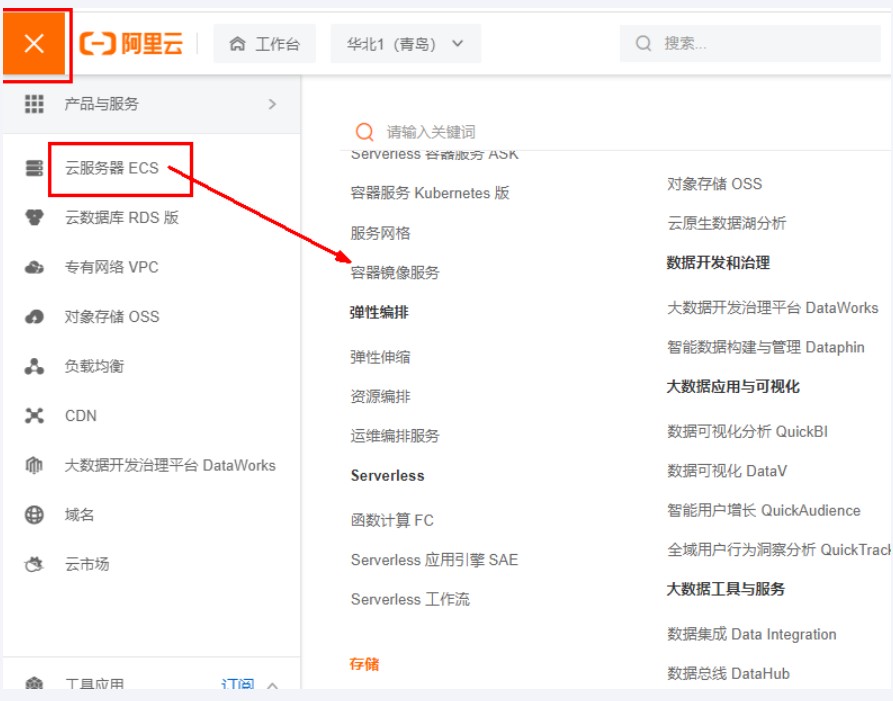 阿里云
工作台
华北1（青岛）
搜索...
产品与服务
云服务器 ECS
云数据库 RDS 版
专有网络 VPC
对象存储 OSS
负载均衡
CDN
大数据开发治理平台 DataWorks
域名
云市场
工具应用
订阅
请输入关键词
Serverless 容器服务 ASK
容器服务 Kubernetes 版
服务网格
容器镜像服务
弹性编排
弹性伸缩
资源编排
运维编排服务
Serverless
函数计算 FC
Serverless 应用引擎 SAE
Serverless 工作流
存储
对象存储 OSS
云原生数据湖分析
数据开发和治理
大数据开发治理平台 DataWorks
智能数据构建与管理 Dataphin
大数据应用与可视化
数据可视化分析 QuickBI
数据可视化 DataV
智能用户增长 QuickAudience
全域用户行为洞察分析 QuickTrack
大数据工具与服务
数据集成 Data Integration
数据总线 DataHub